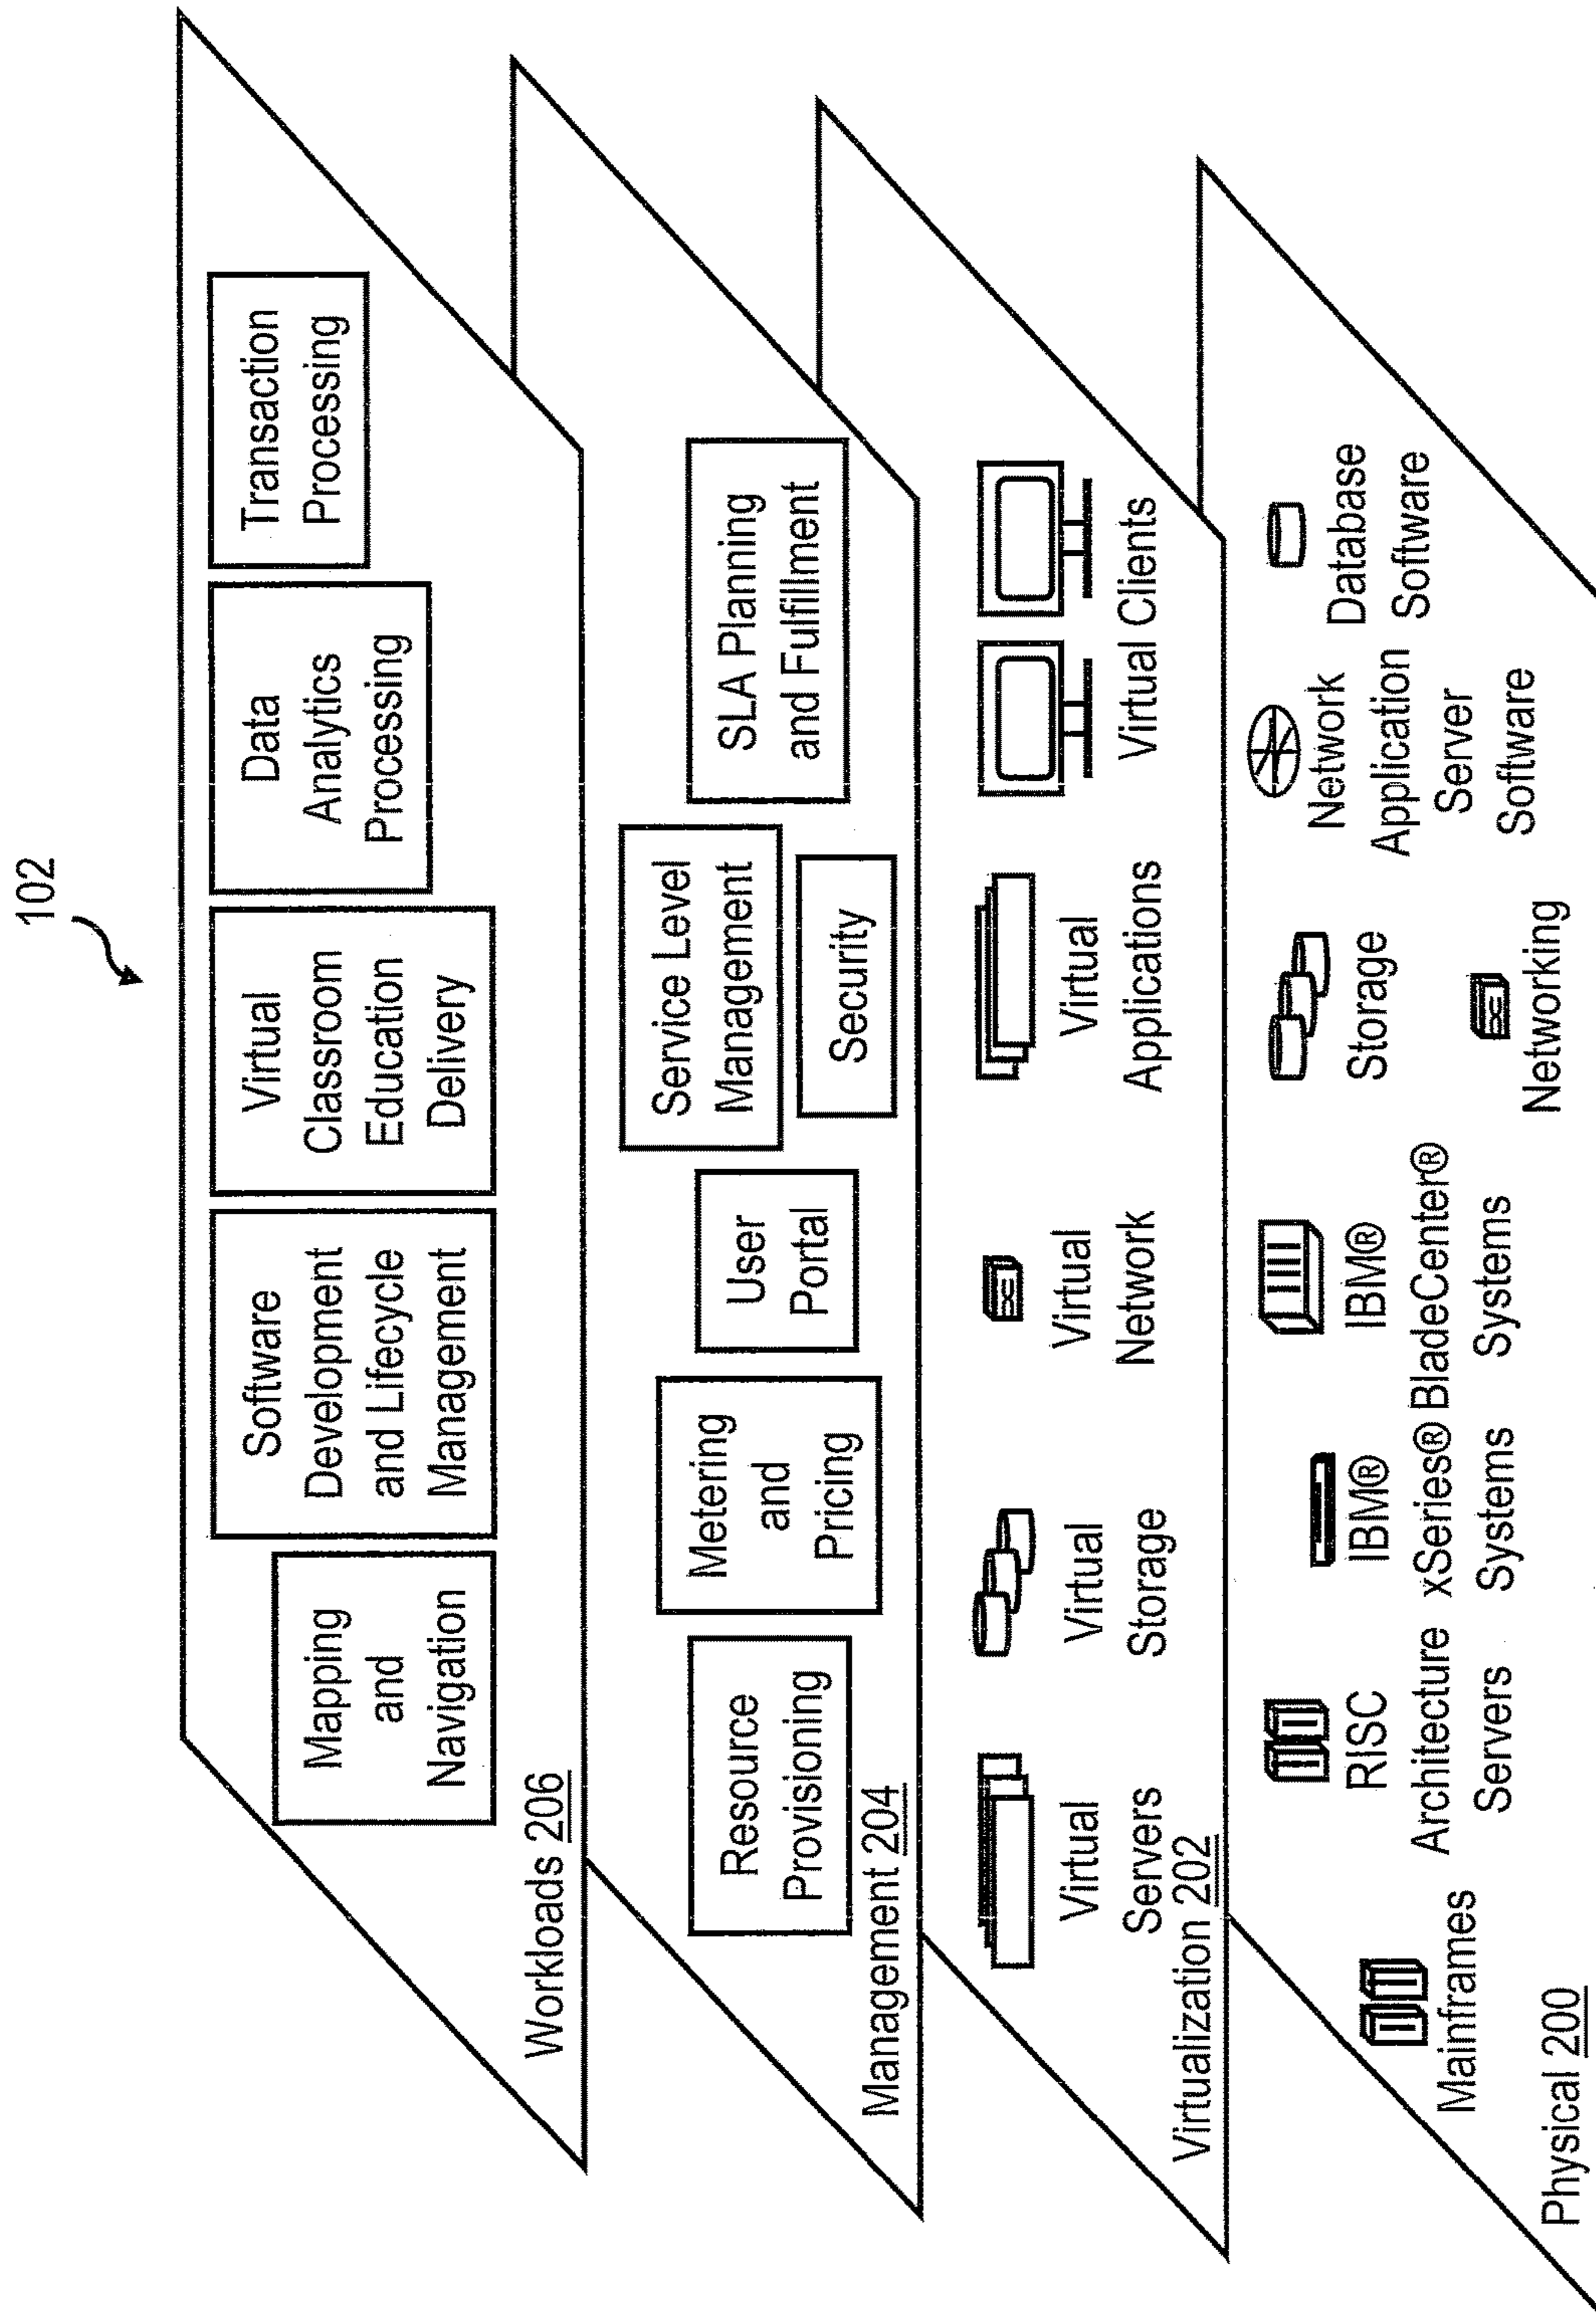 102
Mapping
and
Navigation
Software
Development
and Lifecycle
Management
Virtual
Classroom
Education
Delivery
Data
Analytics
Processing
Transaction
Processing
Workloads 206
Resource
Provisioning
Metering
and
Pricing
User
Portal
Service Level
Management
Security
SLA Planning
and Fulfillment
Management 204
Virtual
Servers
Virtual
Storage
Virtual
Network
Virtual
Applications
Virtual Clients
Virtualization 202
Mainframes
RISC
Architecture
Servers
IBM®
xSeries®
Systems
IBM®
BladeCenter®
Systems
Storage
Networking
Network
Application
Server
Software
Database
Software
Physical 200